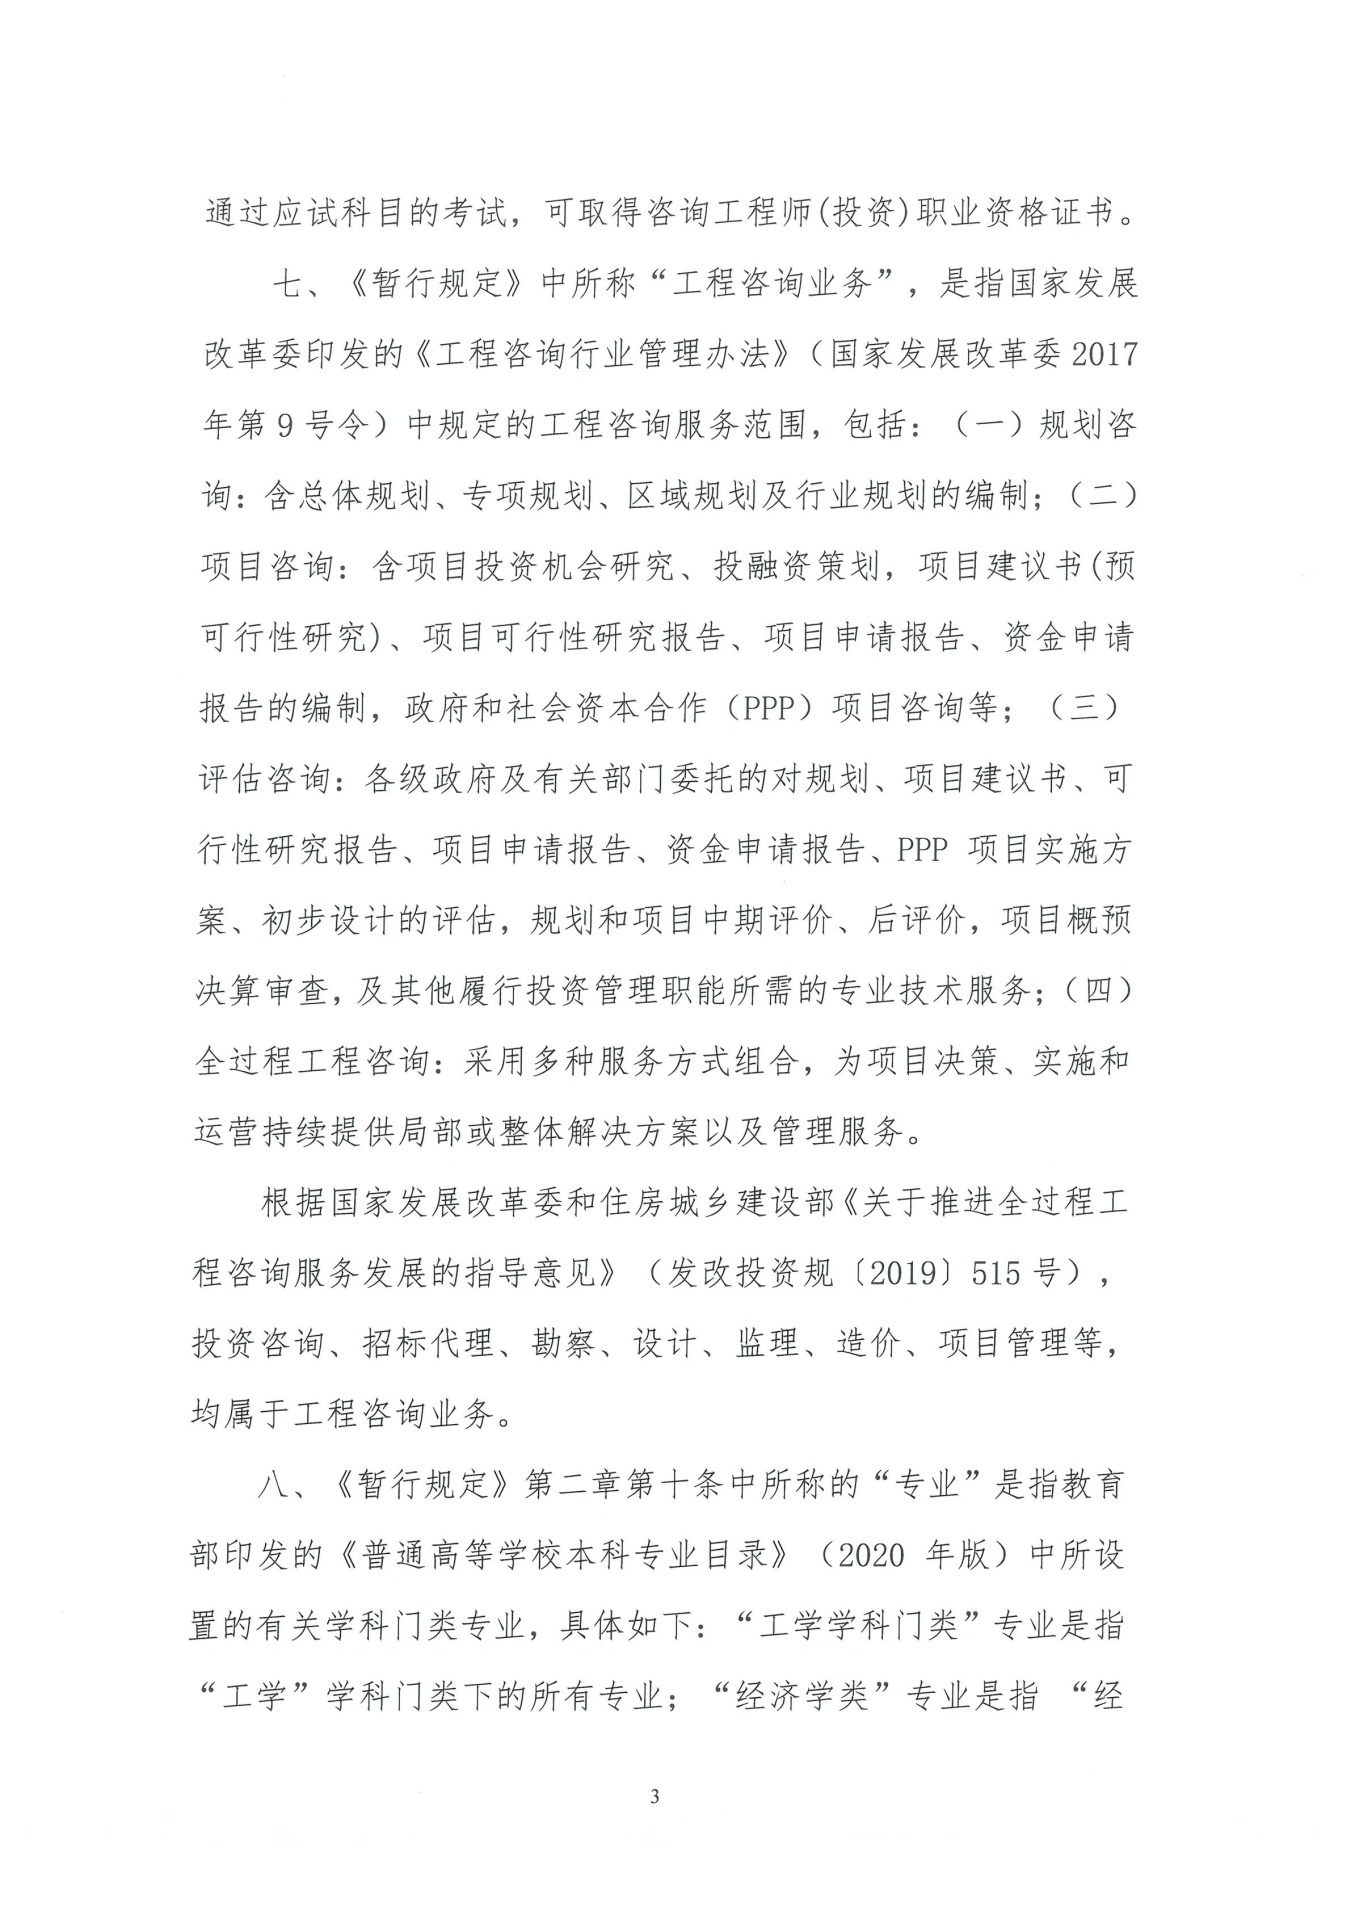 通过应试科目的考试，可取得咨询工程师(投资)职业资格证书。
七、《暂行规定》中所称“工程咨询业务”，是指国家发展
改革委印发的《工程咨询行业管理办法》（国家发展改革委 2017
年第 9 号令）中规定的工程咨询服务范围，包括：（一）规划咨
询：含总体规划、专项规划、区域规划及行业规划的编制；（二）
项目咨询：含项目投资机会研究、投融资策划，项目建议书(预
可行性研究)、项目可行性研究报告、项目申请报告、资金申请
报告的编制，政府和社会资本合作（PPP）项目咨询等；（三）
评估咨询：各级政府及有关部门委托的对规划、项目建议书、可
行性研究报告、项目申请报告、资金申请报告、PPP 项目实施方
案、初步设计的评估，规划和项目中期评价、后评价，项目概预
决算审查，及其他履行投资管理职能所需的专业技术服务；（四）
全过程工程咨询：采用多种服务方式组合，为项目决策、实施和
运营持续提供局部或整体解决方案以及管理服务。
根据国家发展改革委和住房城乡建设部《关于推进全过程工
程咨询服务发展的指导意见》（发改投资规〔2019〕515 号），
投资咨询、招标代理、勘察、设计、监理、造价、项目管理等，
均属于工程咨询业务。
八、《暂行规定》第二章第十条中所称的“专业”是指教育
部印发的《普通高等学校本科专业目录》（2020 年版）中所设
置的有关学科门类专业，具体如下：“工学学科门类”专业是指
“工学”学科门类下的所有专业；“经济学类”专业是指 “经
3